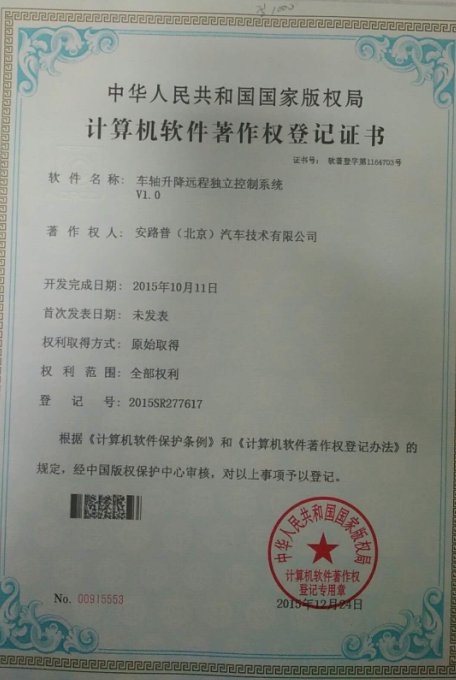 中华人民共和国国家版权局
计算机软件著作权登记证书
证书号： 软著登字第1164703号
软件名称： 车轴升降远程独立控制系统
V1.0
著作权人： 安路普（北京）汽车技术有限公司
开发完成日期： 2015年10月11日
首次发表日期： 未发表
权利取得方式： 原始取得
权利范围： 全部权利
登记号： 2015SR277617
根据《计算机软件保护条例》和《计算机软件著作权登记办法》的
规定，经中国版权保护中心审核，对以上事项予以登记。
中华人民共和国国家版权局
计算机软件著作权
登记专用章
2015年12月24日
No. 00915553